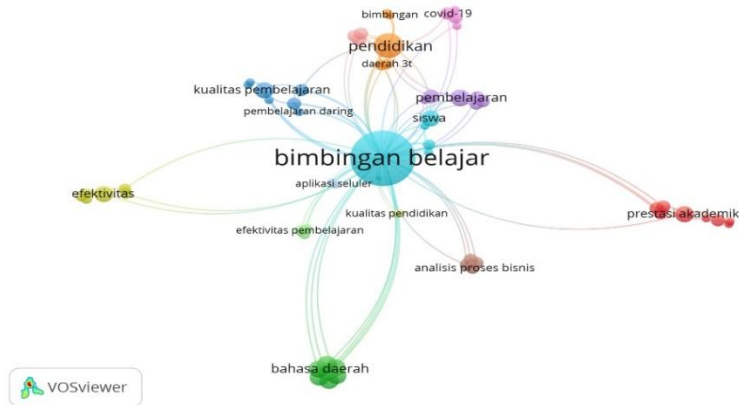 bimbingan
covid-19
pendidikan
daerah 3t
kualitas pembelajaran
pembelajaran
pembelajaran daring
siswa
bimbingan belajar
aplikasi seluler
efektivitas
kualitas pendidikan
prestasi akademik
efektivitas pembelajaran
analisis proses bisnis
bahasa daerah
VOSviewer